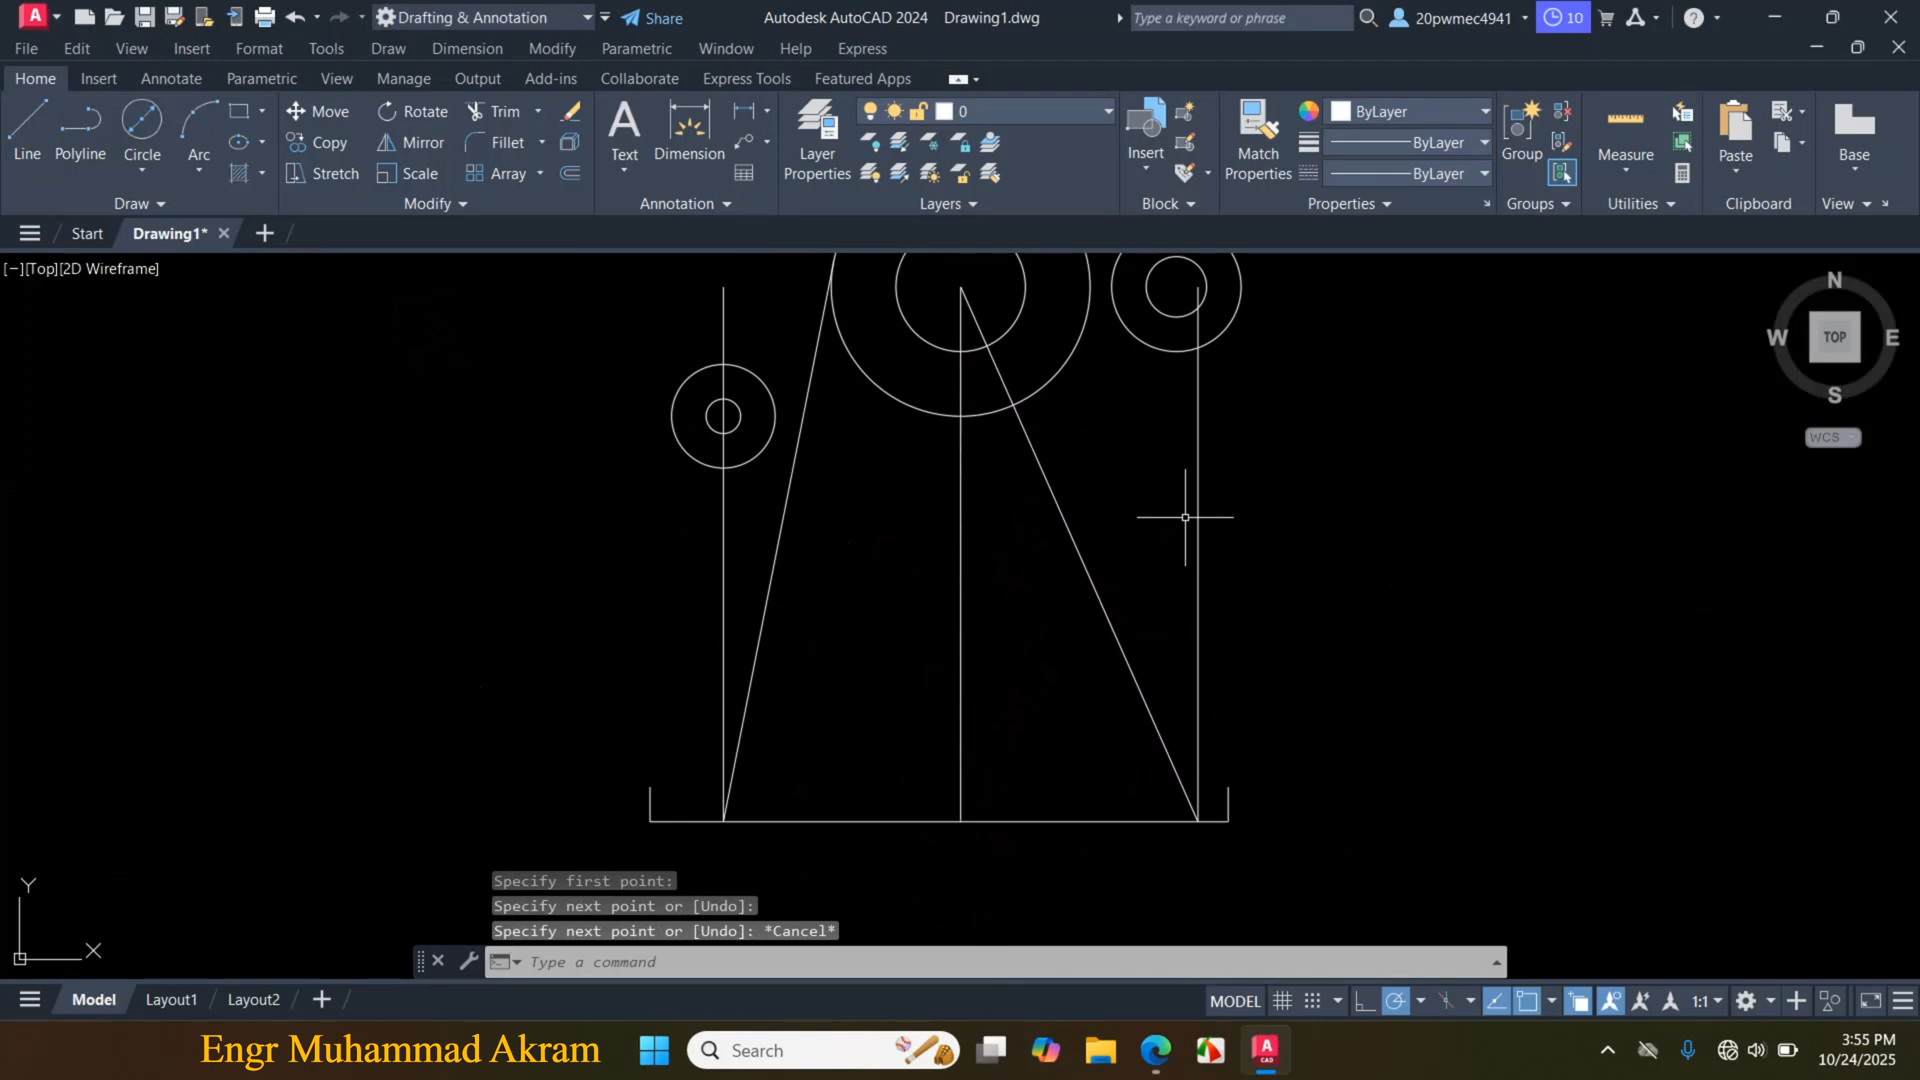 Drafting & Annotation
Share
Autodesk AutoCAD 2024 Drawing1.dwg
Type a keyword or phrase
20pwmec4941
10
File Edit View Insert Format Tools Draw Dimension Modify Parametric Window Help Express
Home Insert Annotate Parametric View Manage Output Add-ins Collaborate Express Tools Featured Apps
Line
Polyline
Circle
Arc
Move
Copy
Stretch
Rotate
Mirror
Scale
Trim
Fillet
Array
Text
Dimension
Layer
Properties
0
Insert
Match
Properties
ByLayer
ByLayer
ByLayer
Group
Measure
Paste
Base
Draw
Modify
Annotation
Layers
Block
Properties
Groups
Utilities
Clipboard
View
Start
Drawing1*
[−][Top][2D Wireframe]
N
W
TOP
E
S
WCS
Y
X
Specify first point:
Specify next point or [Undo]:
Specify next point or [Undo]: *Cancel*
Type a command
Model Layout1 Layout2
MODEL
1:1
Engr Muhammad Akram
Search
CAD
3:55 PM
10/24/2025